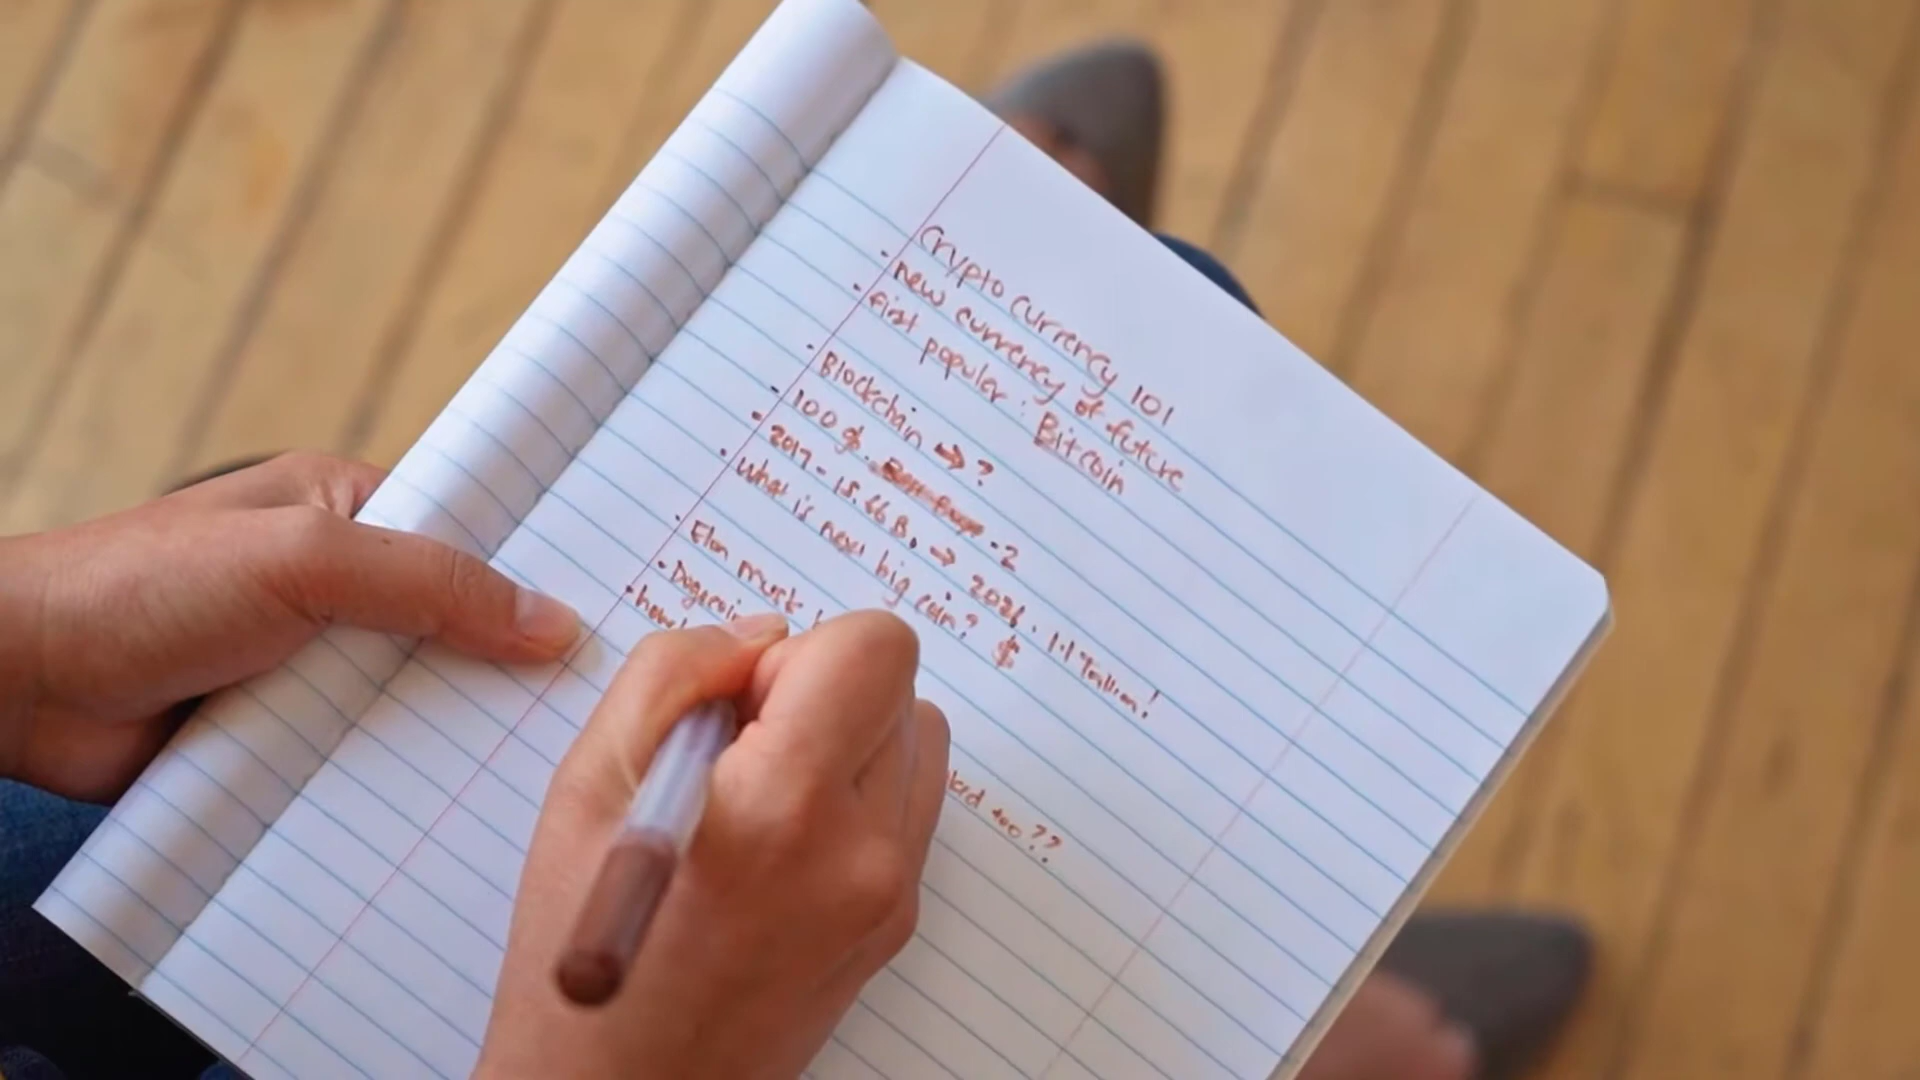 Crypto Currency 101
- new currency of future
- first popular : Bitcoin
- Blockchain → ?
- 100 $. - 2
- 2017 - 15.66 B. → 2021. 1.1 Trillion!
- What is next big coin? $
- Elon musk
- Dogecoin
- how
too ??